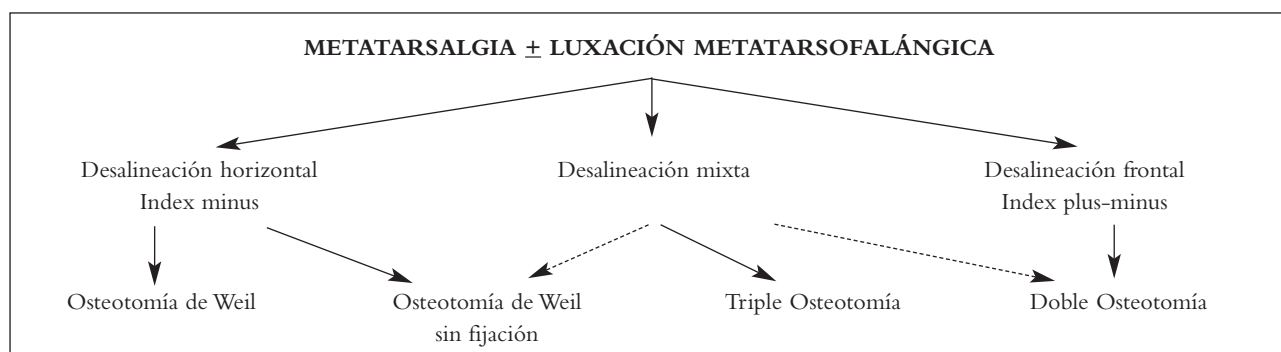 METATARSALGIA ± LUXACIÓN METATARSOFALÁNGICA
Desalineación horizontal
Index minus
Desalineación mixta
Desalineación frontal
Index plus-minus
Osteotomía de Weil
Osteotomía de Weil
sin fijación
Triple Osteotomía
Doble Osteotomía